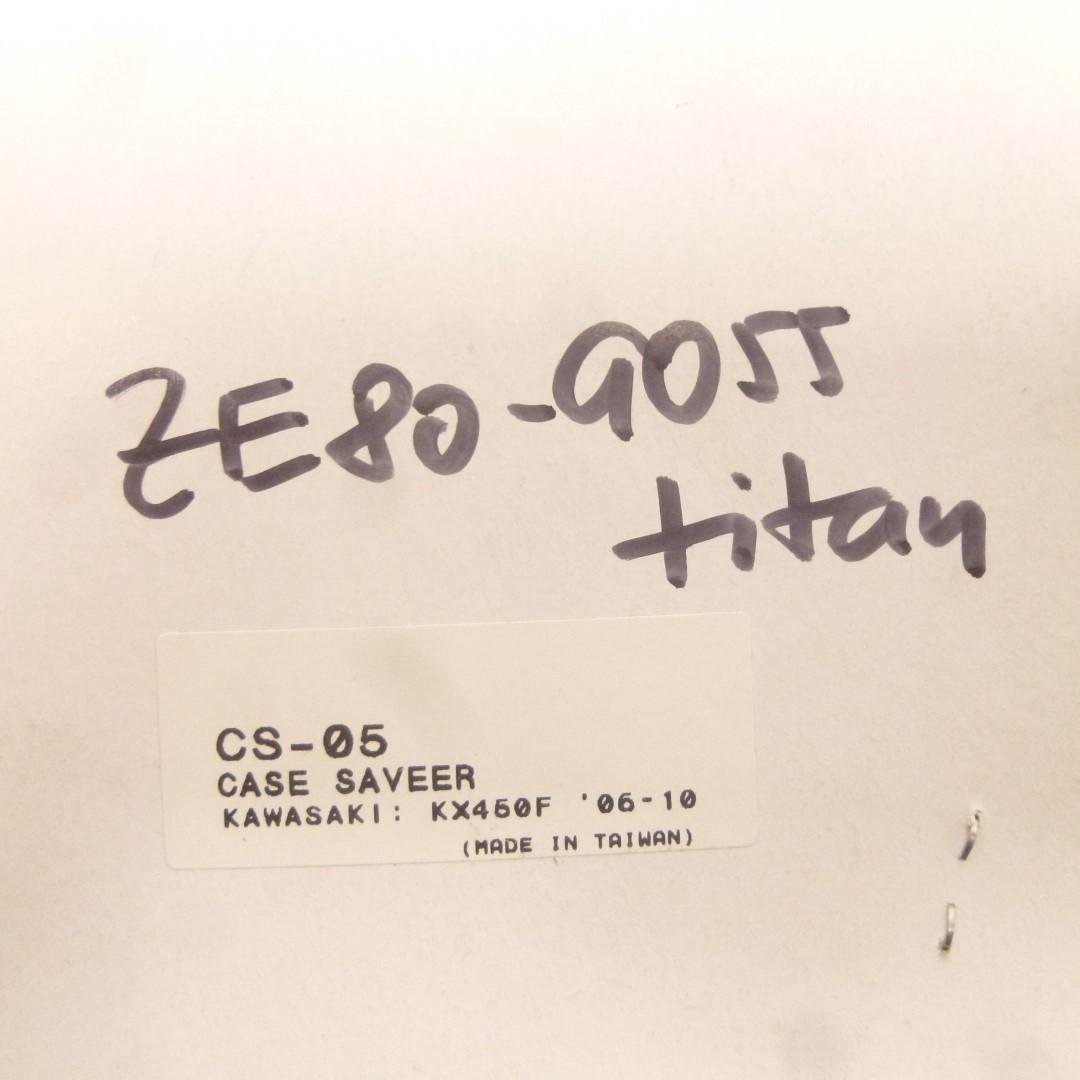 ZE80-9055
titan
CS-05
CASE SAVEER
KAWASAKI: KX450F '06-10
(MADE IN TAIWAN)